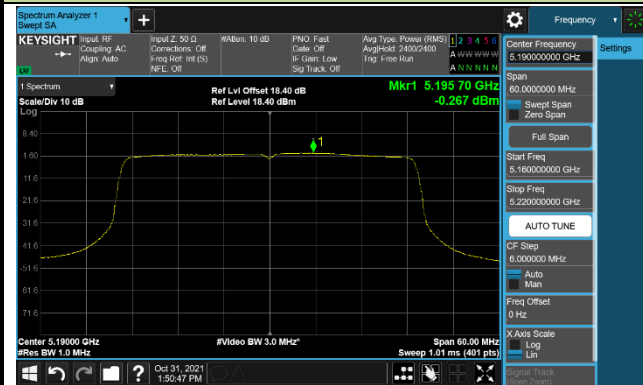 Spectrum Analyzer 1
Swept SA
Frequency
KEYSIGHT
Input: RF
Coupling: AC
Align: Auto
Input Z: 50 Ω
Corrections: Off
Freq Ref: Int (S)
NFE: Off
#Atten: 10 dB
PNO: Fast
Gate: Off
IF Gain: Low
Sig Track: Off
Avg Type: Power (RMS)
Avg|Hold: 2400/2400
Trig: Free Run
1 2 3 4 5 6
A W W W W W
A N N N N N
1 Spectrum
Scale/Div 10 dB
Log
Ref Lvl Offset 18.40 dB
Ref Level 18.40 dBm
Mkr1 5.195 70 GHz
-0.267 dBm
1
8.40
-1.60
-11.6
-21.6
-31.6
-41.6
-51.6
-61.6
-71.6
Center 5.19000 GHz
#Res BW 1.0 MHz
#Video BW 3.0 MHz*
Span 60.00 MHz
Sweep 1.01 ms (401 pts)
Oct 31, 2021
1:50:47 PM
Center Frequency
5.190000000 GHz
Span
60.0000000 MHz
Swept Span
Zero Span
Full Span
Start Freq
5.160000000 GHz
Stop Freq
5.220000000 GHz
AUTO TUNE
CF Step
6.000000 MHz
Auto
Man
Freq Offset
0 Hz
X Axis Scale
Log
Lin
Signal Track
(Span Zoom)
Settings